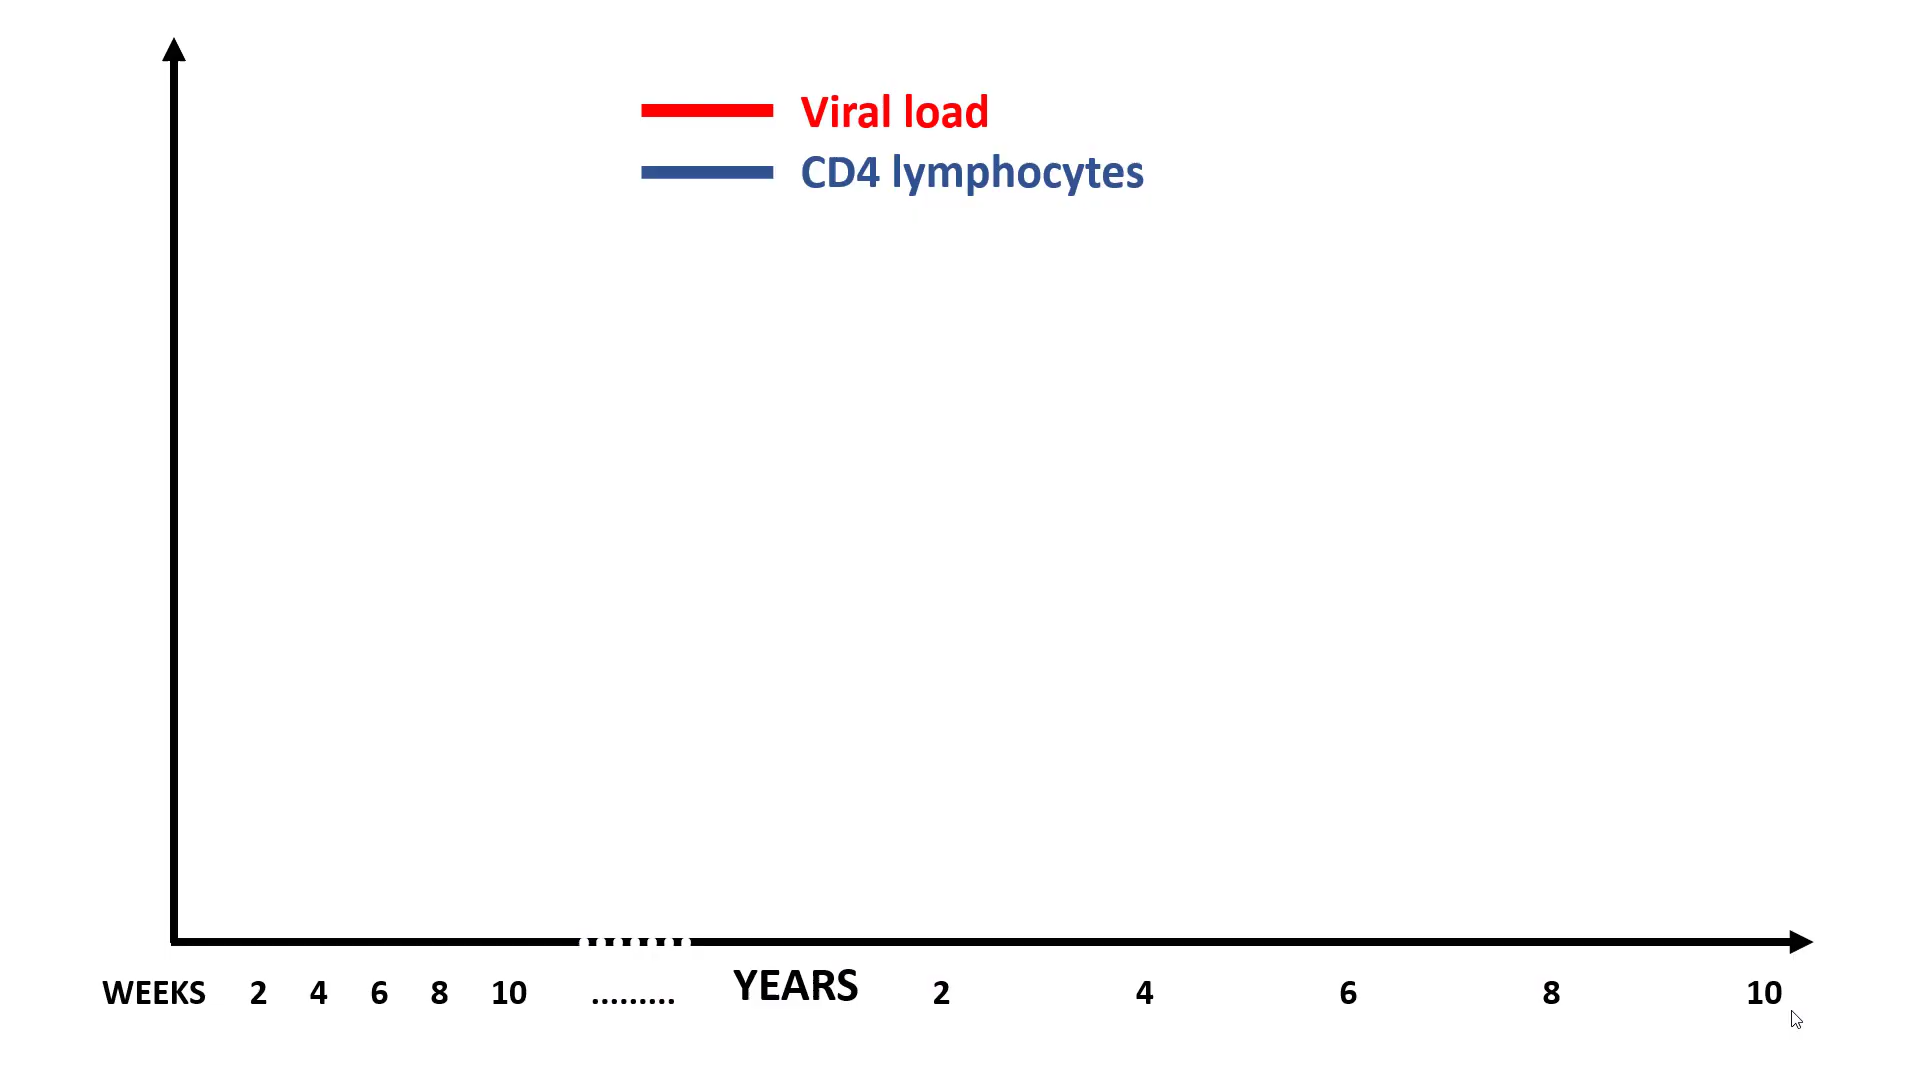 Viral load
CD4 lymphocytes
WEEKS 2 4 6 8 10 ......... YEARS 2 4 6 8 10